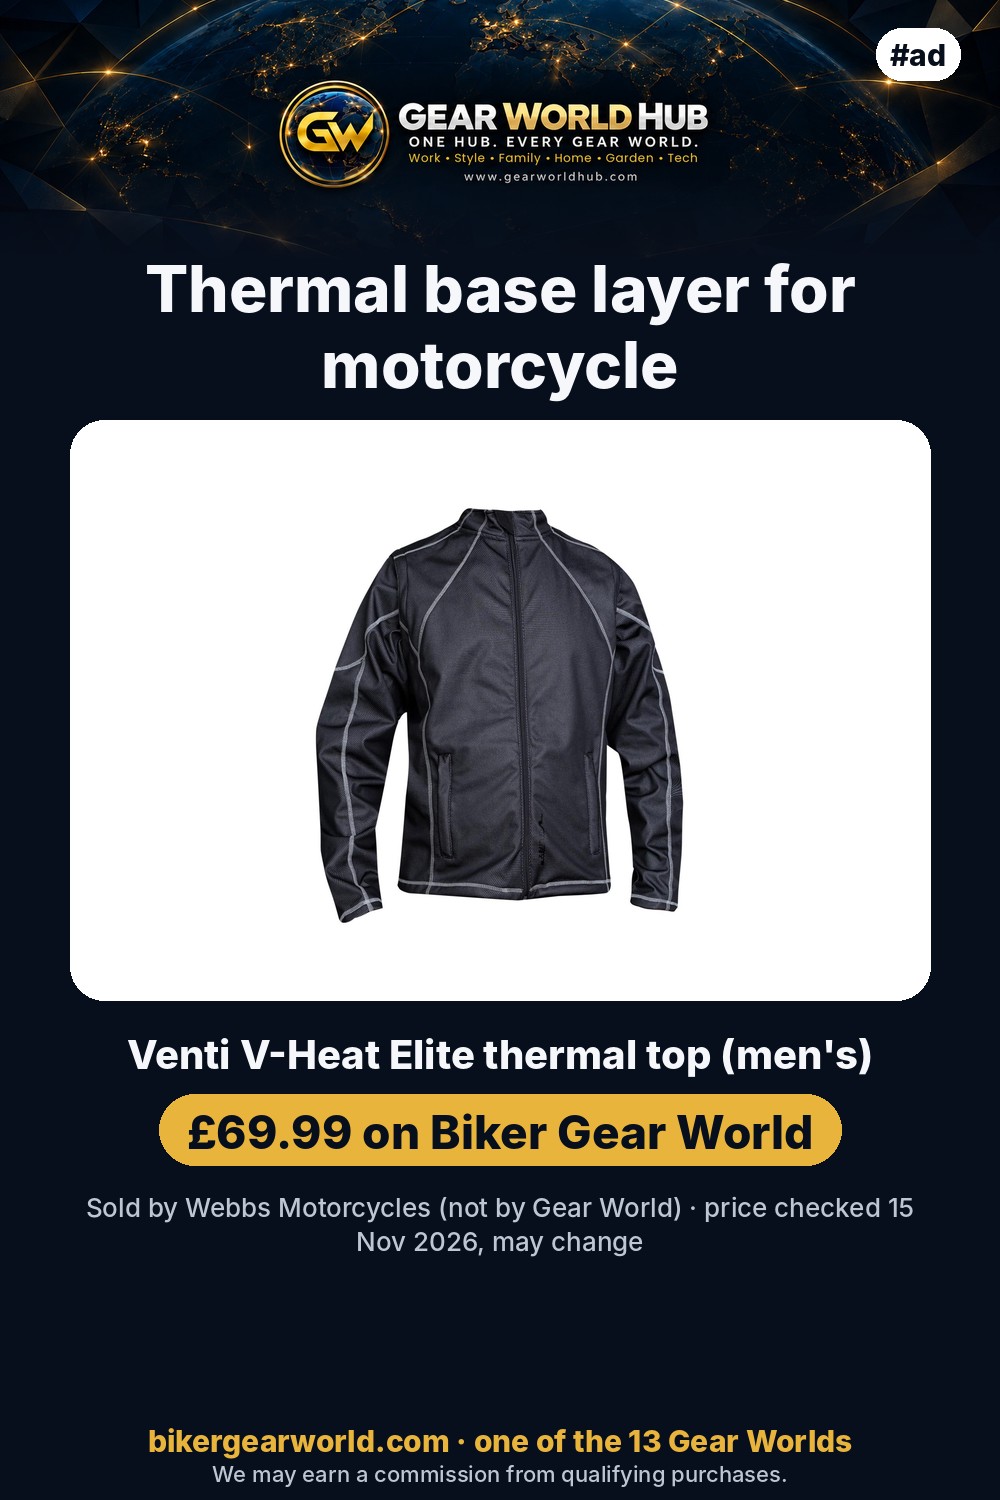 #ad
GW
GEAR WORLD HUB
ONE HUB. EVERY GEAR WORLD.
Work • Style • Family • Home • Garden • Tech
www.gearworldhub.com
Thermal base layer for
motorcycle
Venti V-Heat Elite thermal top (men's)
£69.99 on Biker Gear World
Sold by Webbs Motorcycles (not by Gear World) · price checked 15
Nov 2026, may change
bikergearworld.com · one of the 13 Gear Worlds
We may earn a commission from qualifying purchases.